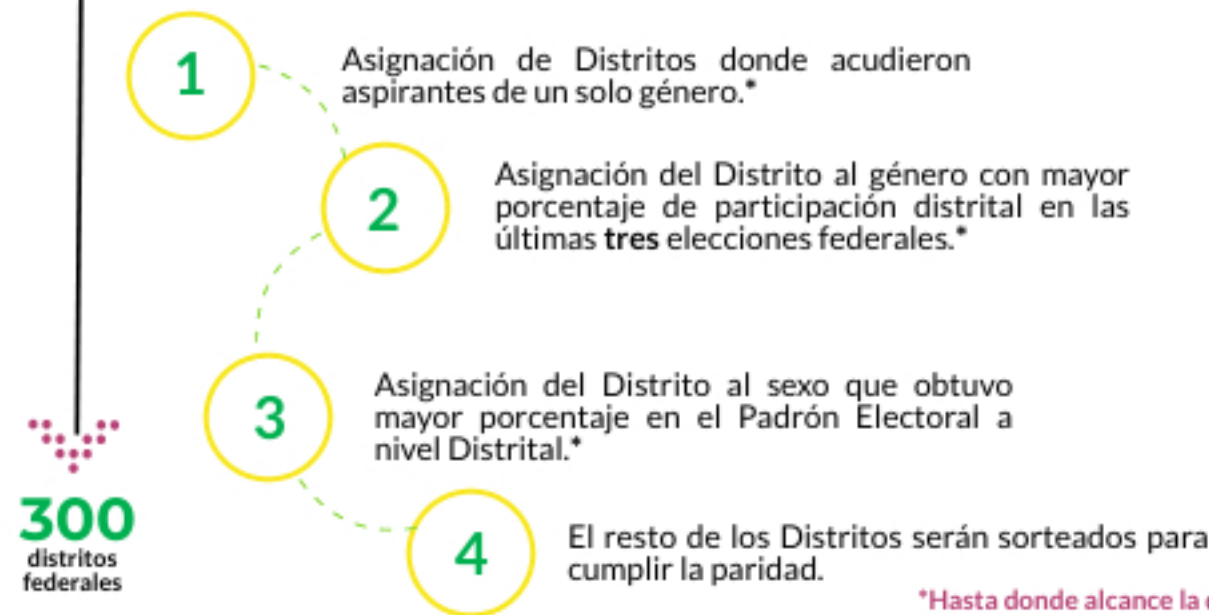 1
Asignación de Distritos donde acudieron
aspirantes de un solo género.*
2
Asignación del Distrito al género con mayor
porcentaje de participación distrital en las
últimas tres elecciones federales.*
3
Asignación del Distrito al sexo que obtuvo
mayor porcentaje en el Padrón Electoral a
nivel Distrital.*
300
distritos
federales
4
El resto de los Distritos serán sorteados para
cumplir la paridad.
*Hasta donde alcance la